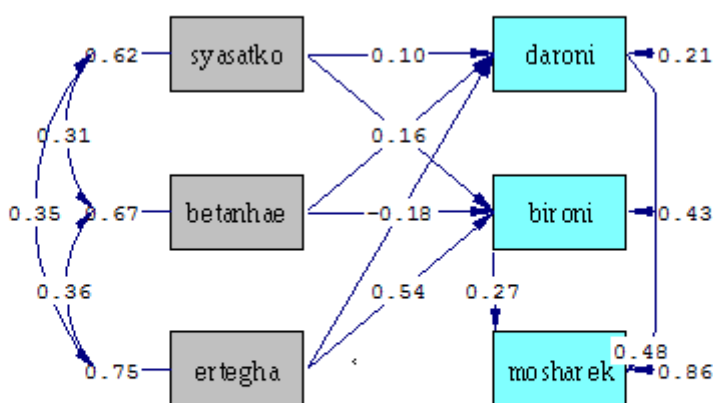 0.62 syasatko 0.10 daroni 0.21
0.31 0.16
0.35 0.67 betanhae -0.18 bironi 0.43
0.36 0.54 0.27
0.48
0.75 ertegha mosharek 0.86